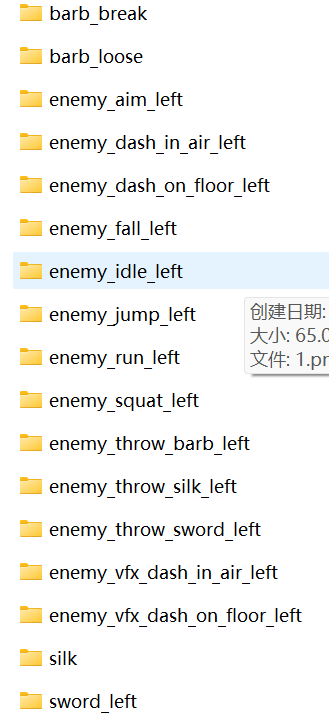 barb_break
barb_loose
enemy_aim_left
enemy_dash_in_air_left
enemy_dash_on_floor_left
enemy_fall_left
enemy_idle_left
enemy_jump_left
创建日期:
大小: 65.0
文件: 1.pn
enemy_run_left
enemy_squat_left
enemy_throw_barb_left
enemy_throw_silk_left
enemy_throw_sword_left
enemy_vfx_dash_in_air_left
enemy_vfx_dash_on_floor_left
silk
sword_left